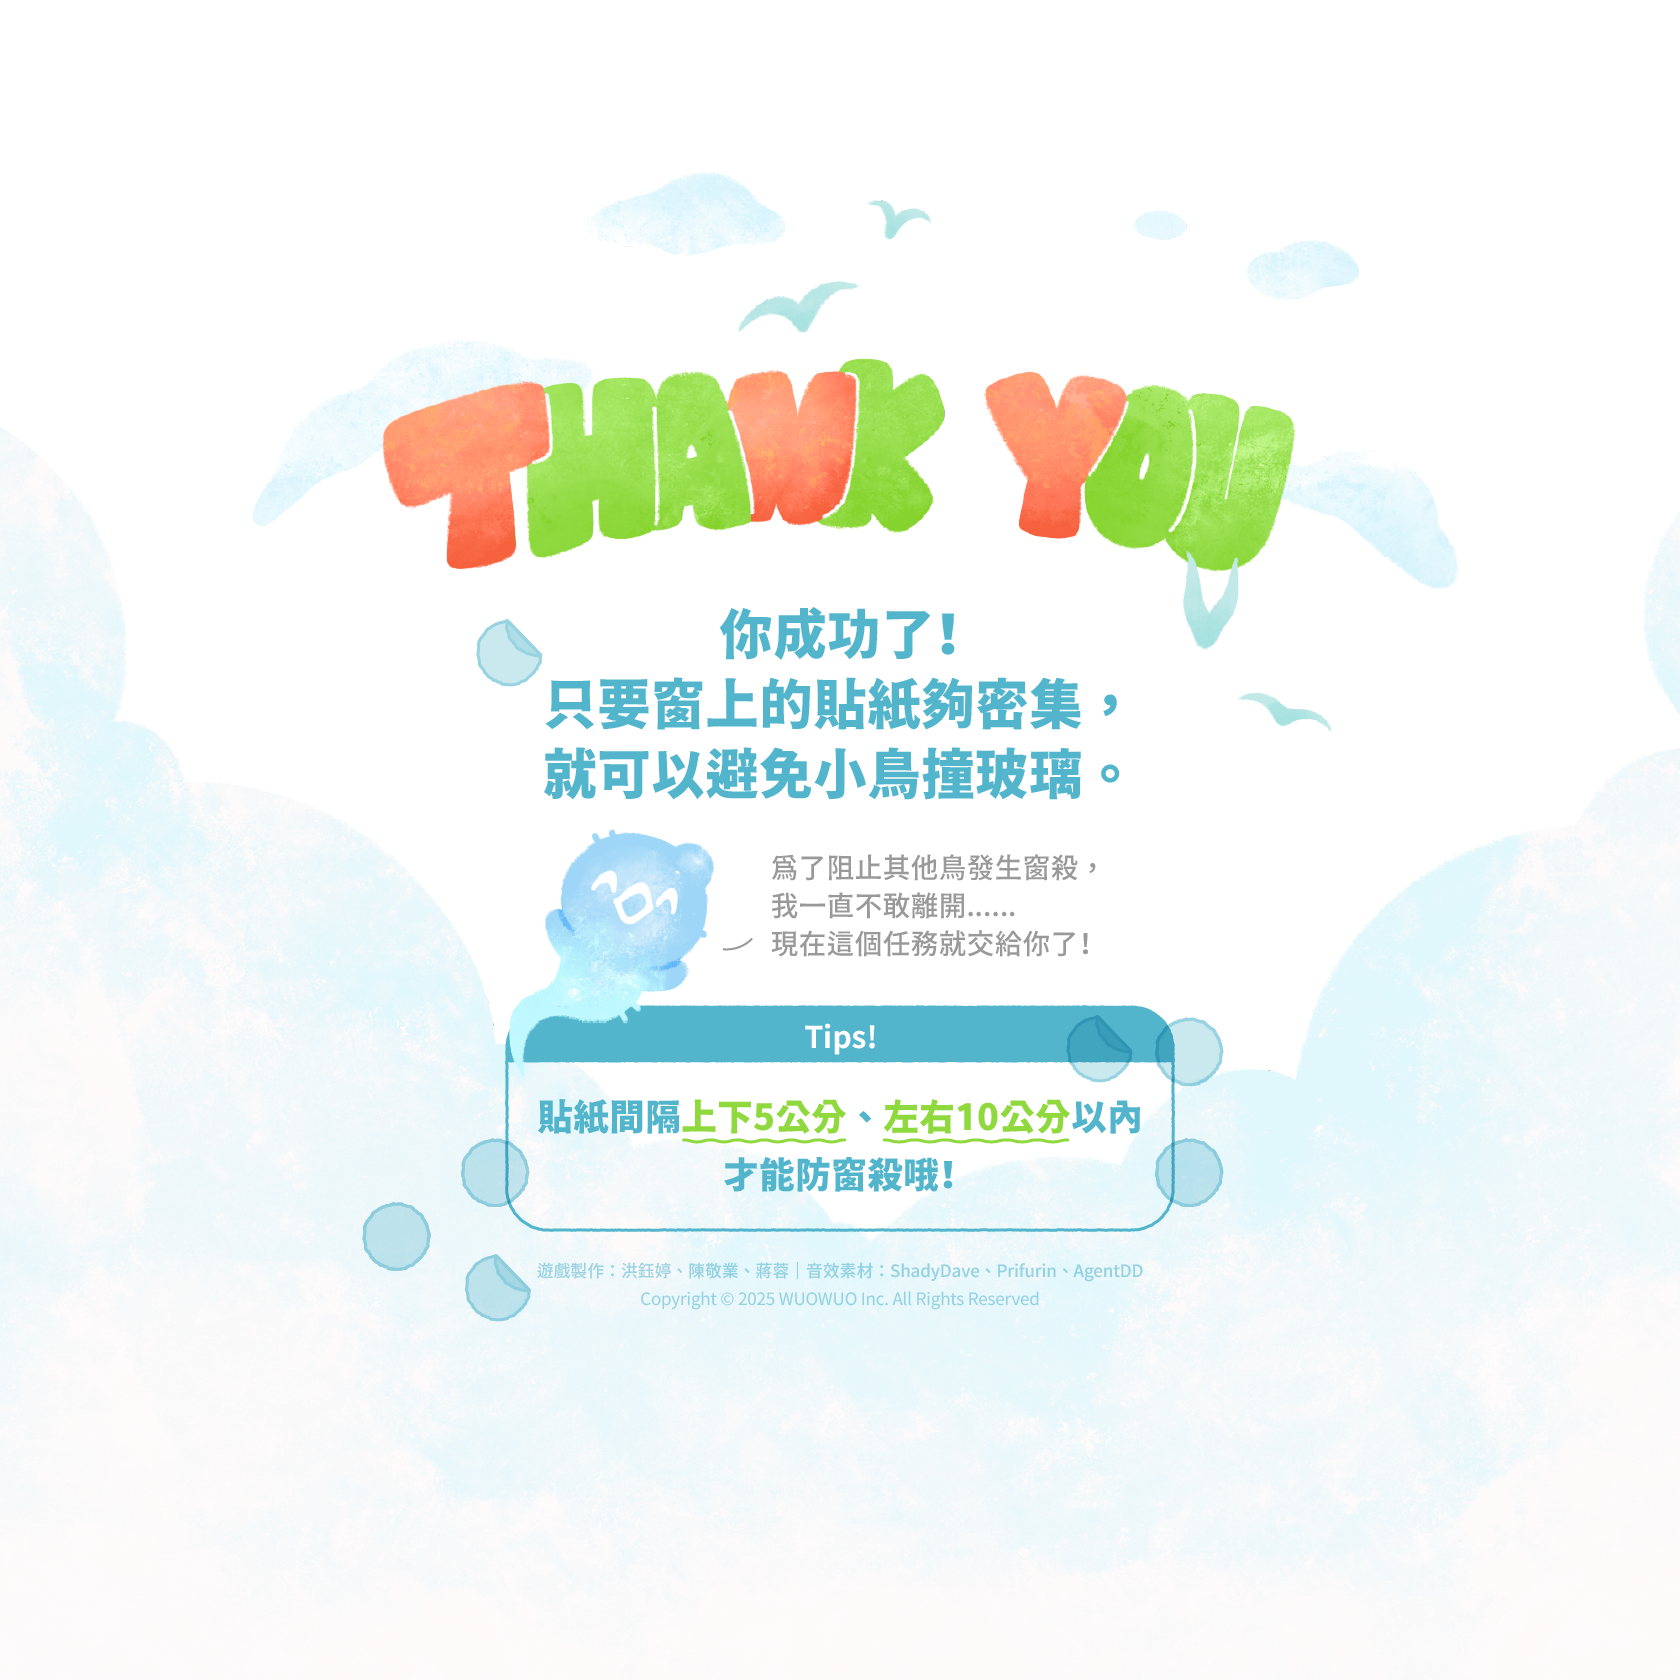 THANK YOU
你成功了！
只要窗上的貼紙夠密集，
就可以避免小鳥撞玻璃。
為了阻止其他鳥發生窗殺，
我一直不敢離開......
現在這個任務就交給你了！
Tips!
貼紙間隔上下5公分、左右10公分以內
才能防窗殺哦！
遊戲製作：洪鈺婷、陳敬業、蔣蓉｜音效素材：ShadyDave、Prifurin、AgentDD
Copyright © 2025 WUOWUO Inc. All Rights Reserved